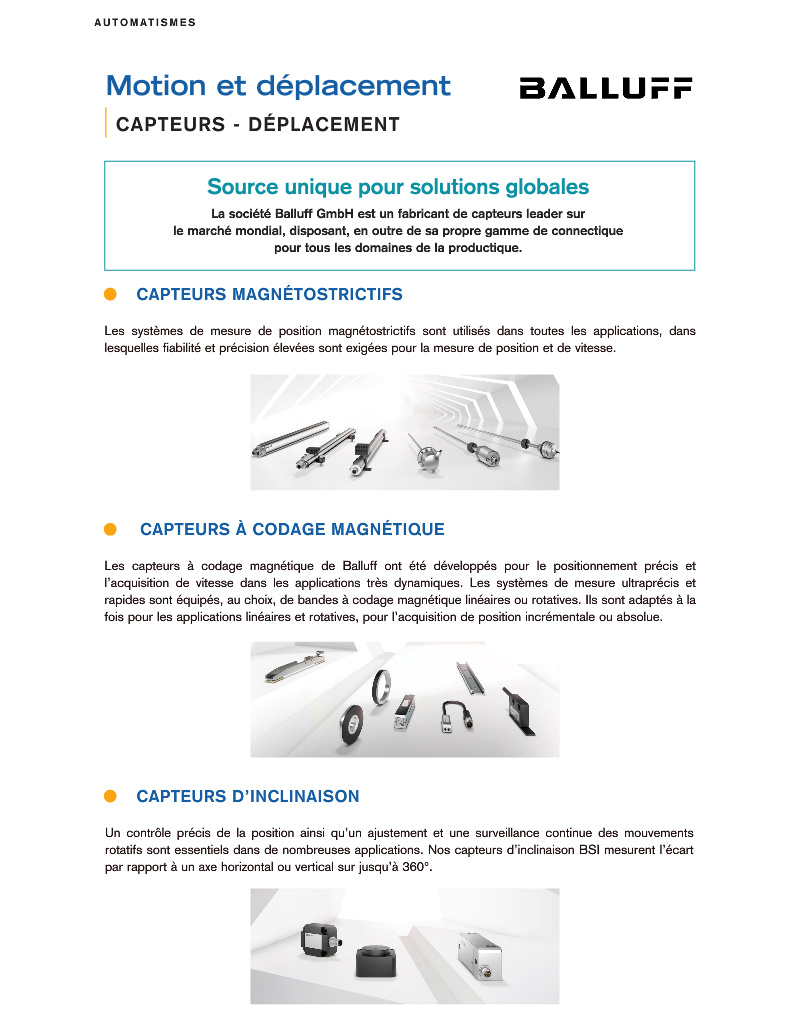 AUTOMATISMES
Motion et déplacement
BALLUFF
CAPTEURS - DÉPLACEMENT
Source unique pour solutions globales
La société Balluff GmbH est un fabricant de capteurs leader sur
le marché mondial, disposant, en outre de sa propre gamme de connectique
pour tous les domaines de la productique.
CAPTEURS MAGNÉTOSTRICTIFS
Les systèmes de mesure de position magnétostrictifs sont utilisés dans toutes les applications, dans
lesquelles fiabilité et précision élevées sont exigées pour la mesure de position et de vitesse.
CAPTEURS À CODAGE MAGNÉTIQUE
Les capteurs à codage magnétique de Balluff ont été développés pour le positionnement précis et
l'acquisition de vitesse dans les applications très dynamiques. Les systèmes de mesure ultraprécis et
rapides sont équipés, au choix, de bandes à codage magnétique linéaires ou rotatives. Ils sont adaptés à la
fois pour les applications linéaires et rotatives, pour l'acquisition de position incrémentale ou absolue.
CAPTEURS D'INCLINAISON
Un contrôle précis de la position ainsi qu'un ajustement et une surveillance continue des mouvements
rotatifs sont essentiels dans de nombreuses applications. Nos capteurs d'inclinaison BSI mesurent l'écart
par rapport à un axe horizontal ou vertical sur jusqu'à 360°.